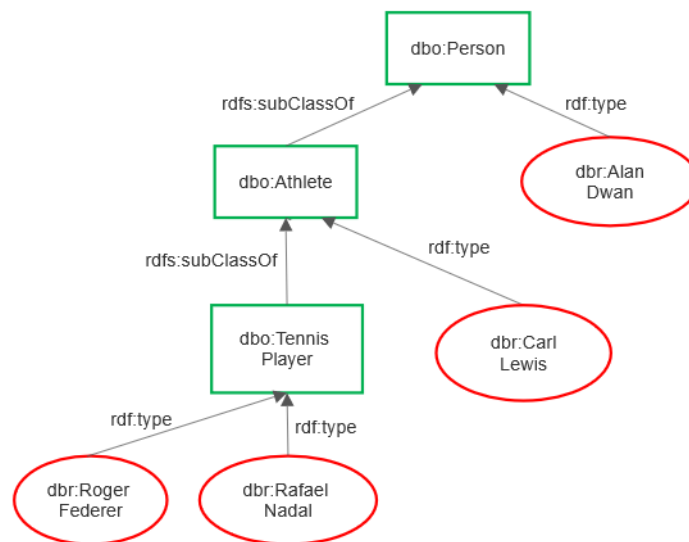 dbo:Person
rdfs:subClassOf
rdf:type
dbo:Athlete
dbr:Alan
Dwan
rdf:type
rdfs:subClassOf
dbo:Tennis
Player
dbr:Carl
Lewis
rdf:type
rdf:type
dbr:Roger
Federer
dbr:Rafael
Nadal